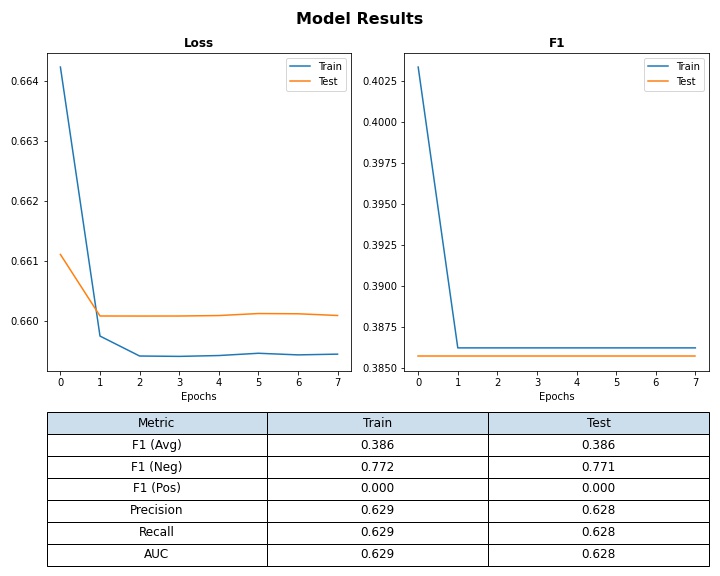 Model Results
Loss
Train
Test
0.664
0.663
0.662
0.661
0.660
0 1 2 3 4 5 6 7
Epochs
F1
Train
Test
0.4025
0.4000
0.3975
0.3950
0.3925
0.3900
0.3875
0.3850
0 1 2 3 4 5 6 7
Epochs
Metric Train Test
F1 (Avg) 0.386 0.386
F1 (Neg) 0.772 0.771
F1 (Pos) 0.000 0.000
Precision 0.629 0.628
Recall 0.629 0.628
AUC 0.629 0.628